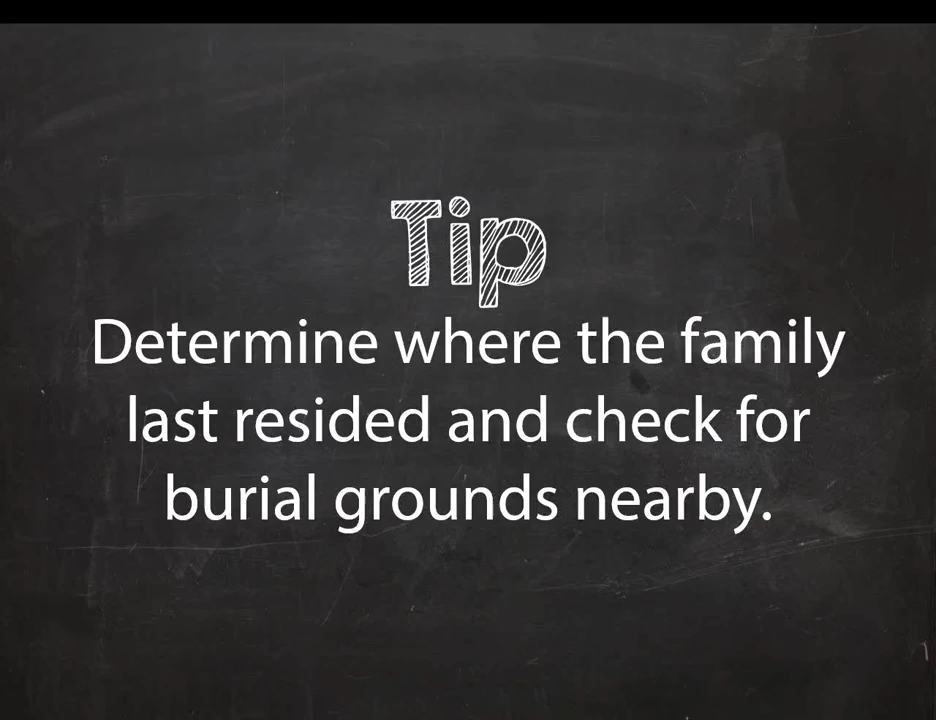 Tip
Determine where the family
last resided and check for
burial grounds nearby.